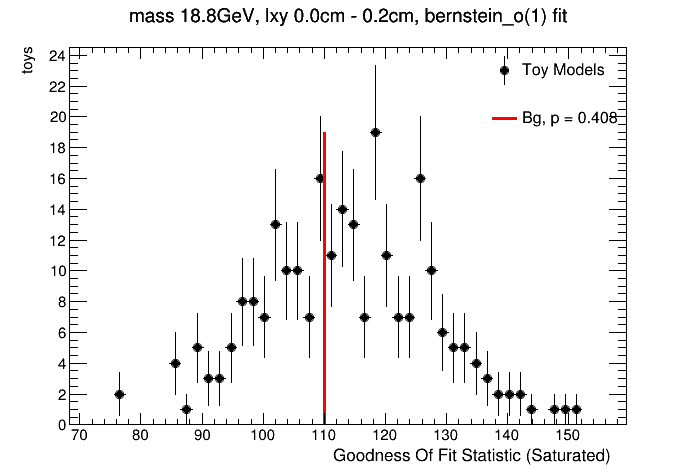 mass 18.8GeV, lxy 0.0cm - 0.2cm, bernstein_o(1) fit
toys
24
22
20
18
16
14
12
10
8
6
4
2
0
Toy Models
Bg, p = 0.408
70 80 90 100 110 120 130 140 150
Goodness Of Fit Statistic (Saturated)